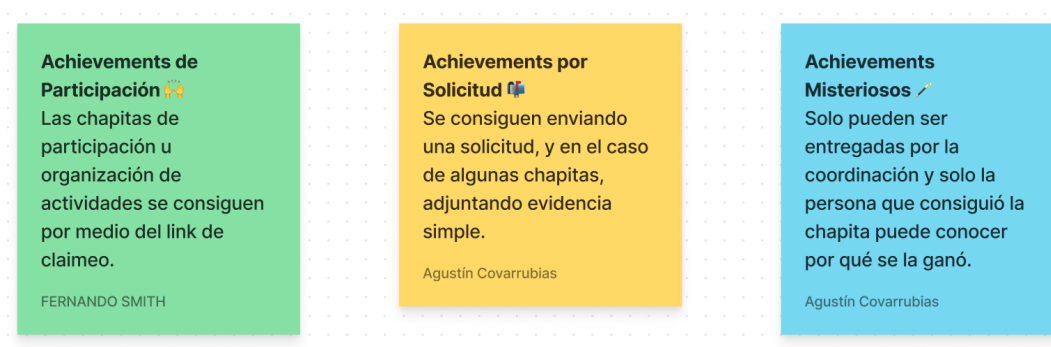 Achievements de
Participación 🙌
Las chapitas de
participación u
organización de
actividades se consiguen
por medio del link de
claimeo.
FERNANDO SMITH
Achievements por
Solicitud 📬
Se consiguen enviando
una solicitud, y en el caso
de algunas chapitas,
adjuntando evidencia
simple.
Agustín Covarrubias
Achievements
Misteriosos 🪄
Solo pueden ser
entregadas por la
coordinación y solo la
persona que consiguió la
chapita puede conocer
por qué se la ganó.
Agustín Covarrubias